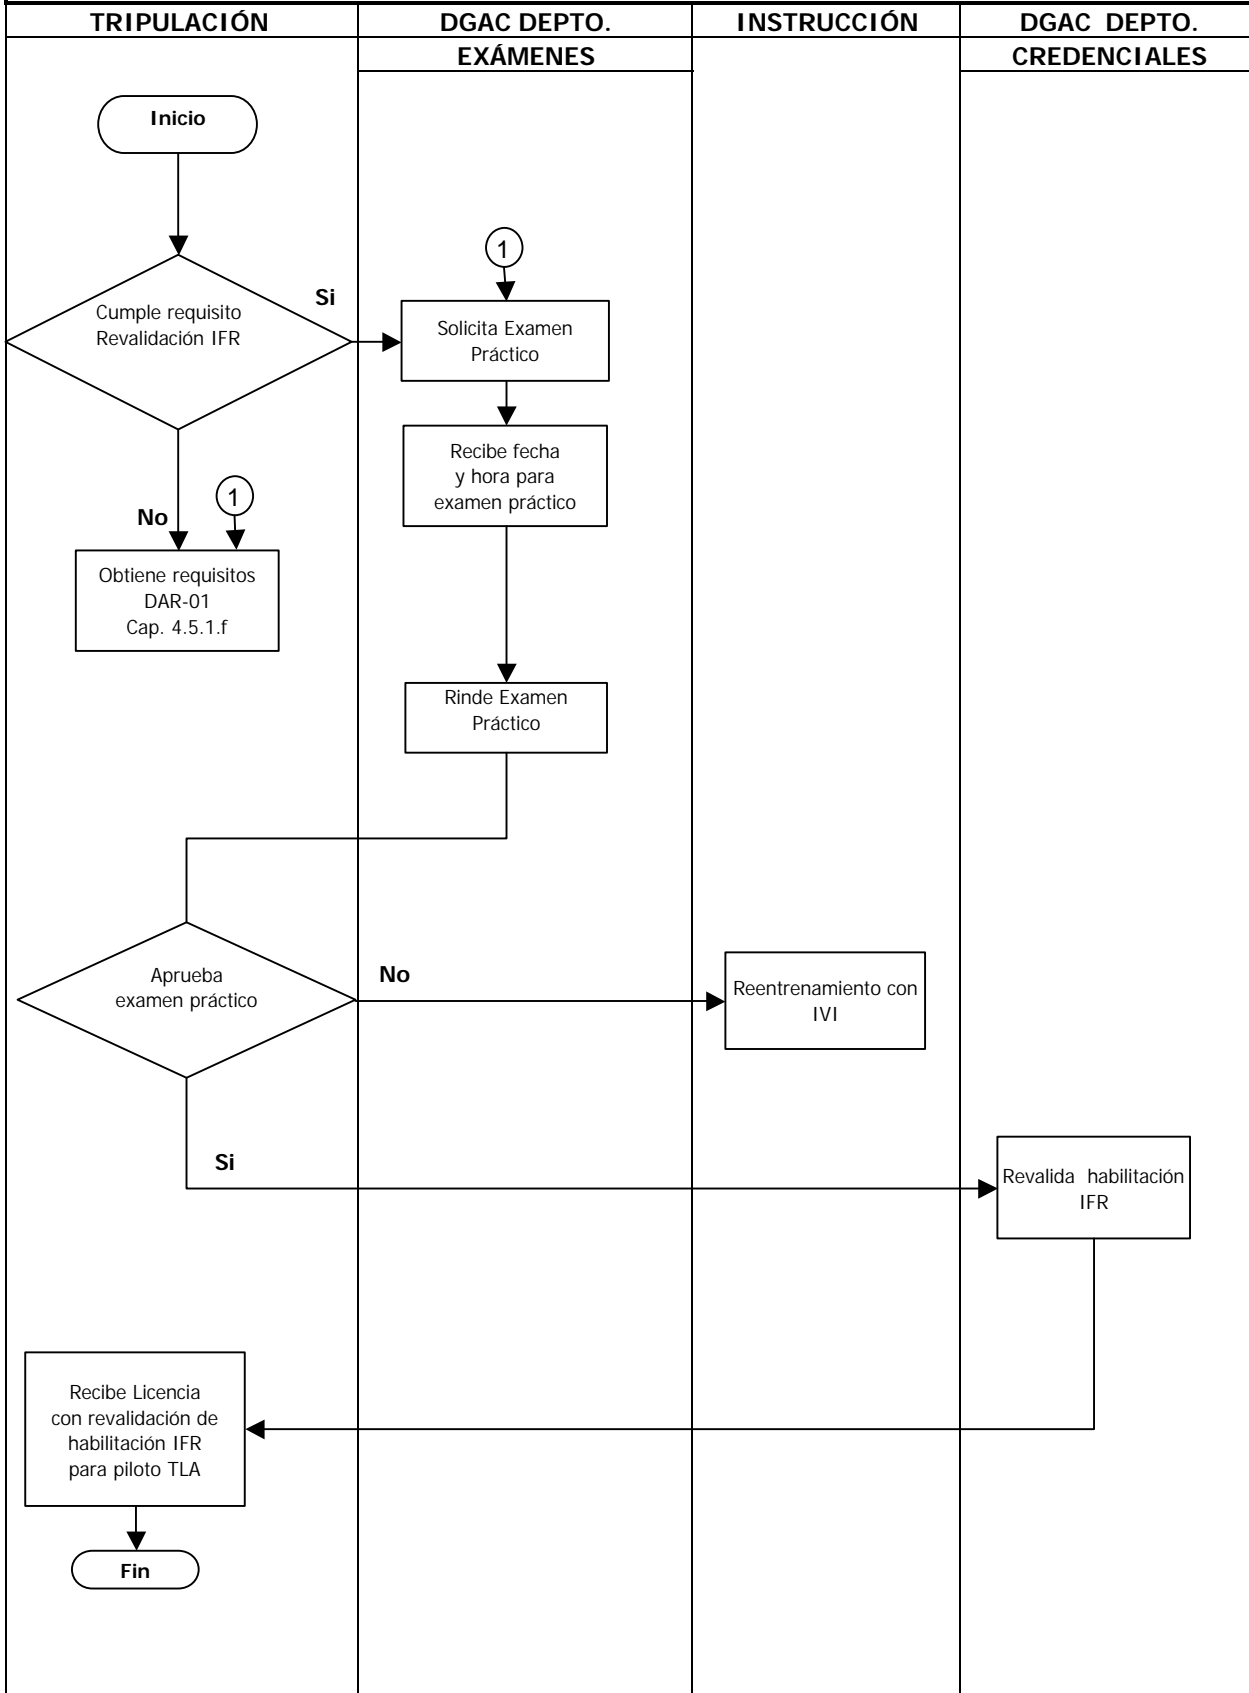 TRIPULACIÓN
DGAC DEPTO.
INSTRUCCIÓN
DGAC DEPTO.
EXÁMENES
CREDENCIALES
Inicio
1
Cumple requisito
Revalidación IFR
Si
Solicita Examen
Práctico
Recibe fecha
y hora para
examen práctico
No
1
Obtiene requisitos
DAR-01
Cap. 4.5.1.f
Rinde Examen
Práctico
Aprueba
examen práctico
No
Reentrenamiento con
IVI
Si
Revalida habilitación
IFR
Recibe Licencia
con revalidación de
habilitación IFR
para piloto TLA
Fin